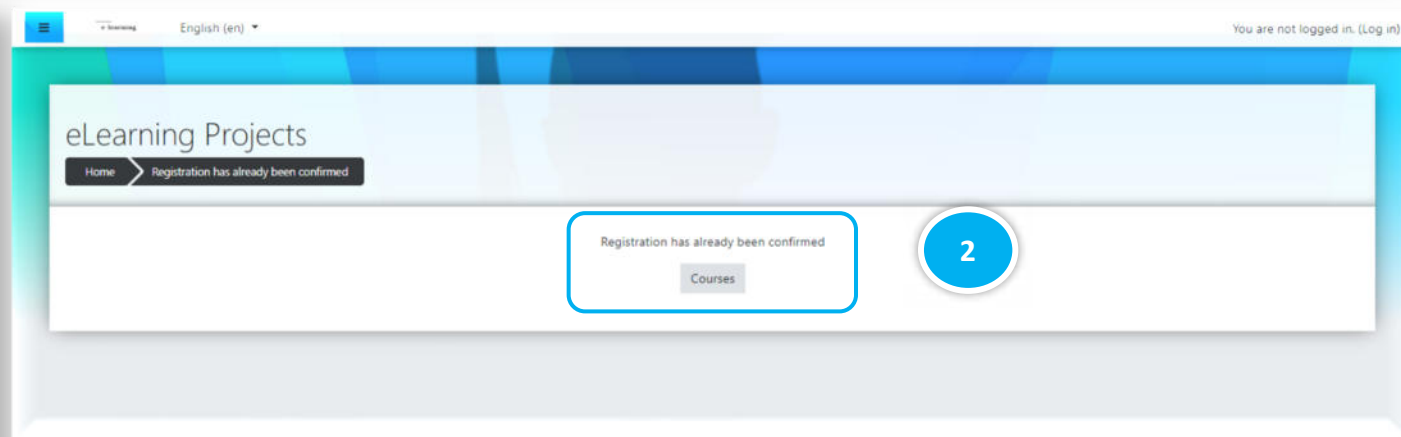 e-learning
English (en)
You are not logged in. (Log in)
eLearning Projects
Home
Registration has already been confirmed
Registration has already been confirmed
2
Courses